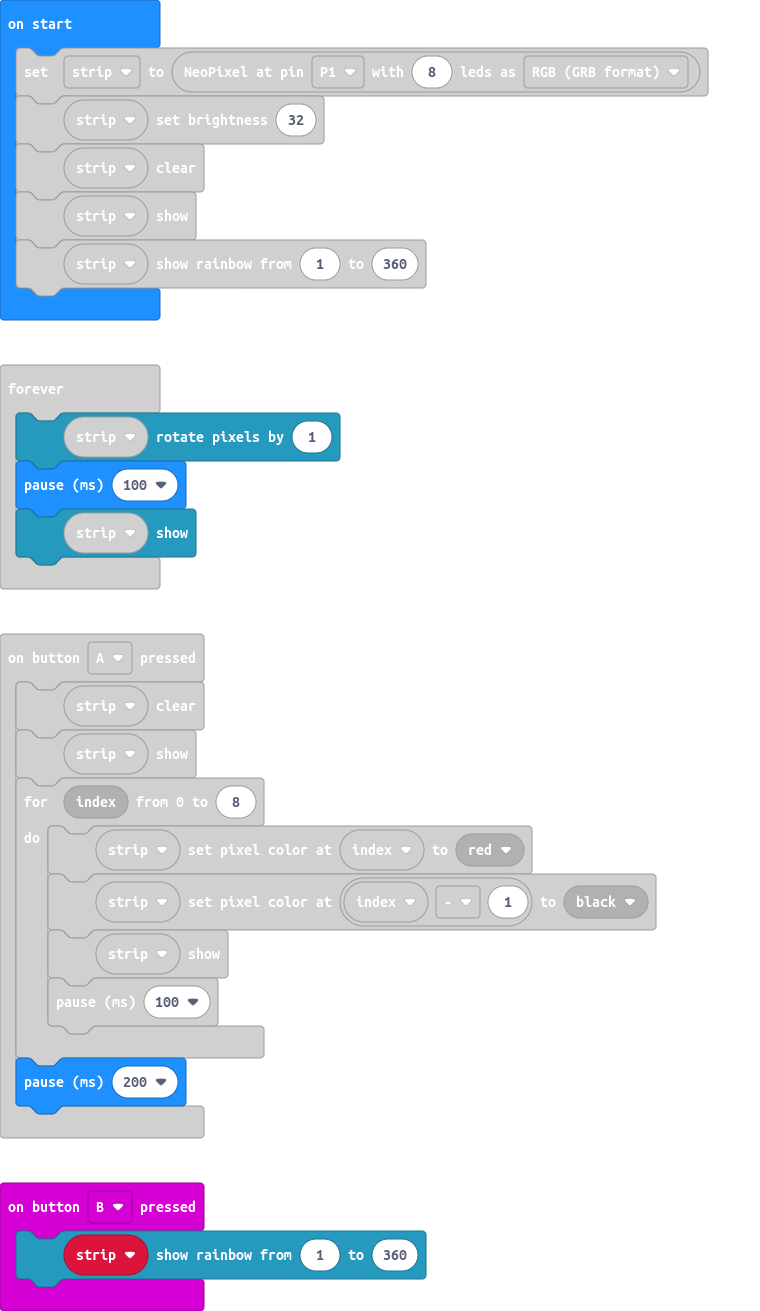 on start
set strip to NeoPixel at pin P1 with 8 leds as RGB (GRB format)
strip set brightness 32
strip clear
strip show
strip show rainbow from 1 to 360
forever
strip rotate pixels by 1
pause (ms) 100
strip show
on button A pressed
strip clear
strip show
for index from 0 to 8
do
strip set pixel color at index to red
strip set pixel color at index - 1 to black
strip show
pause (ms) 100
pause (ms) 200
on button B pressed
strip show rainbow from 1 to 360